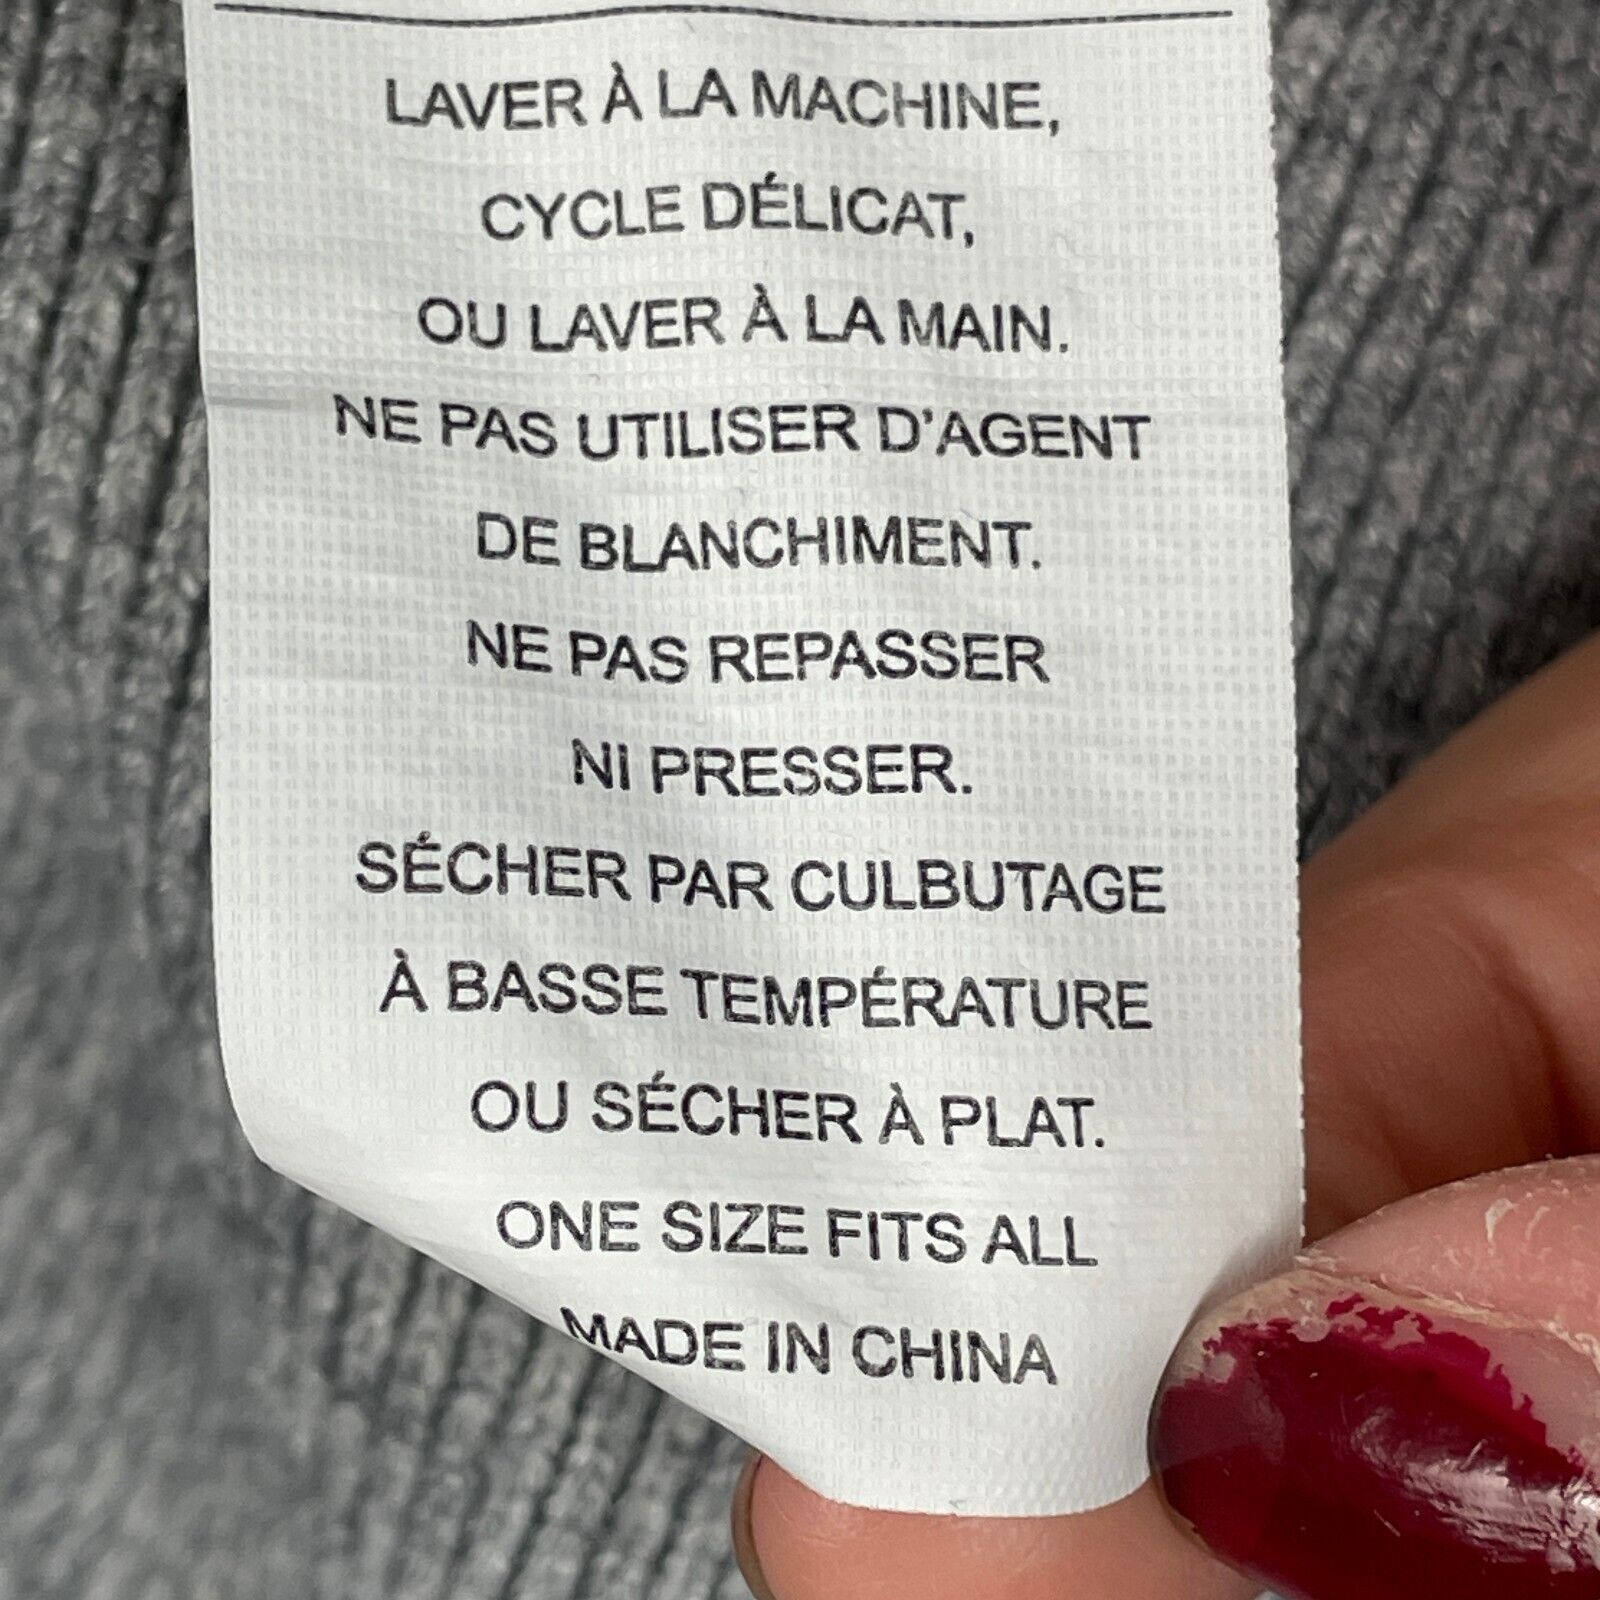 LAVER À LA MACHINE,
CYCLE DÉLICAT,
OU LAVER À LA MAIN.
NE PAS UTILISER D'AGENT
DE BLANCHIMENT.
NE PAS REPASSER
NI PRESSER.
SÉCHER PAR CULBUTAGE
À BASSE TEMPÉRATURE
OU SÉCHER À PLAT.
ONE SIZE FITS ALL
MADE IN CHINA